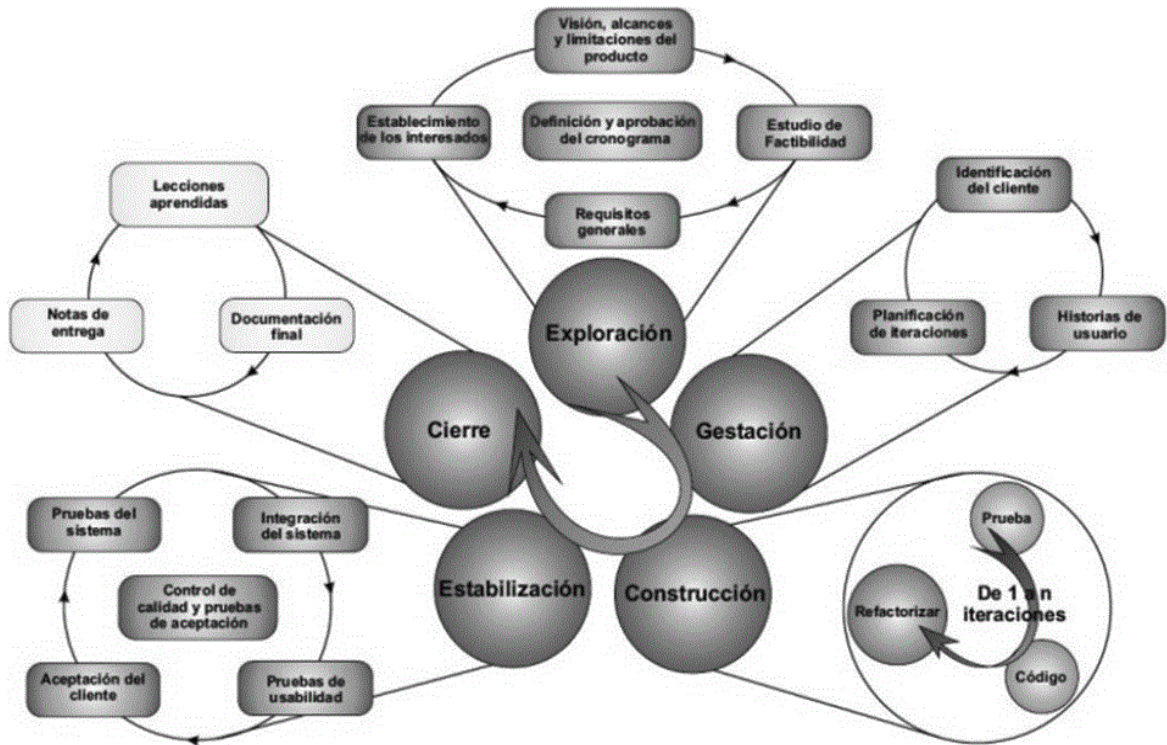 Visión, alcances
y limitaciones del
producto
Establecimiento
de los interesados
Definición y aprobación
del cronograma
Estudio de
Factibilidad
Requisitos
generales
Exploración
Identificación
del cliente
Historias de
usuario
Planificación
de iteraciones
Gestación
Prueba
De 1 a n
iteraciones
Refactorizar
Código
Construcción
Integración
del sistema
Pruebas del
sistema
Control de
calidad y pruebas
de aceptación
Aceptación del
cliente
Pruebas de
usabilidad
Estabilización
Lecciones
aprendidas
Notas de
entrega
Documentación
final
Cierre